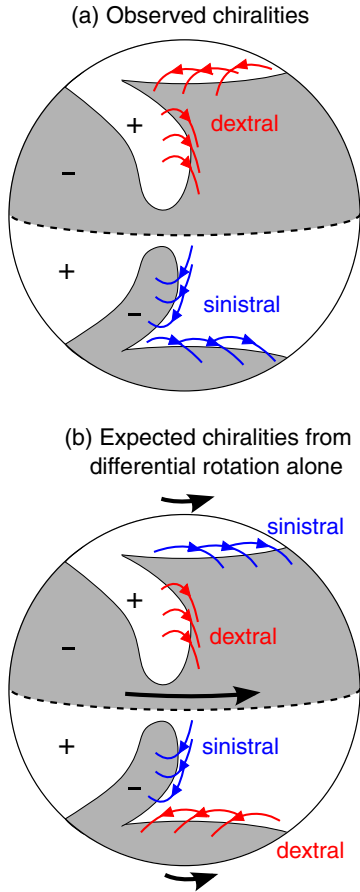 (a) Observed chiralities
+
dextral
-
+
sinistral
-
(b) Expected chiralities from
differential rotation alone
sinistral
+
dextral
-
+
sinistral
-
dextral